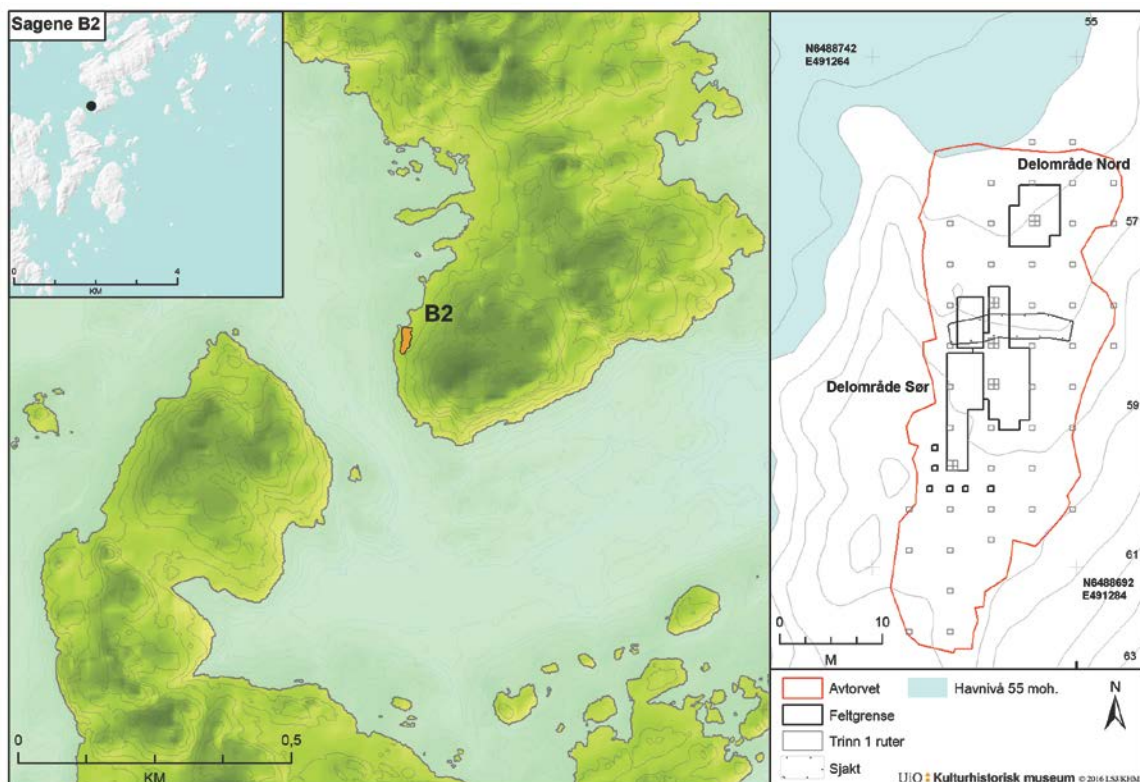 Sagene B2
0
4
KM
B2
0
0,5
KM
55
N6488742
E491264
Delområde Nord
57
Delområde Sør
59
61
N6488692
E491284
0
10
M
63
Avtorvet
Havnivå 55 moh.
Feltgrense
Trinn 1 ruter
Sjakt
N
UiO Kulturhistorisk museum © 2016 LSS KHM